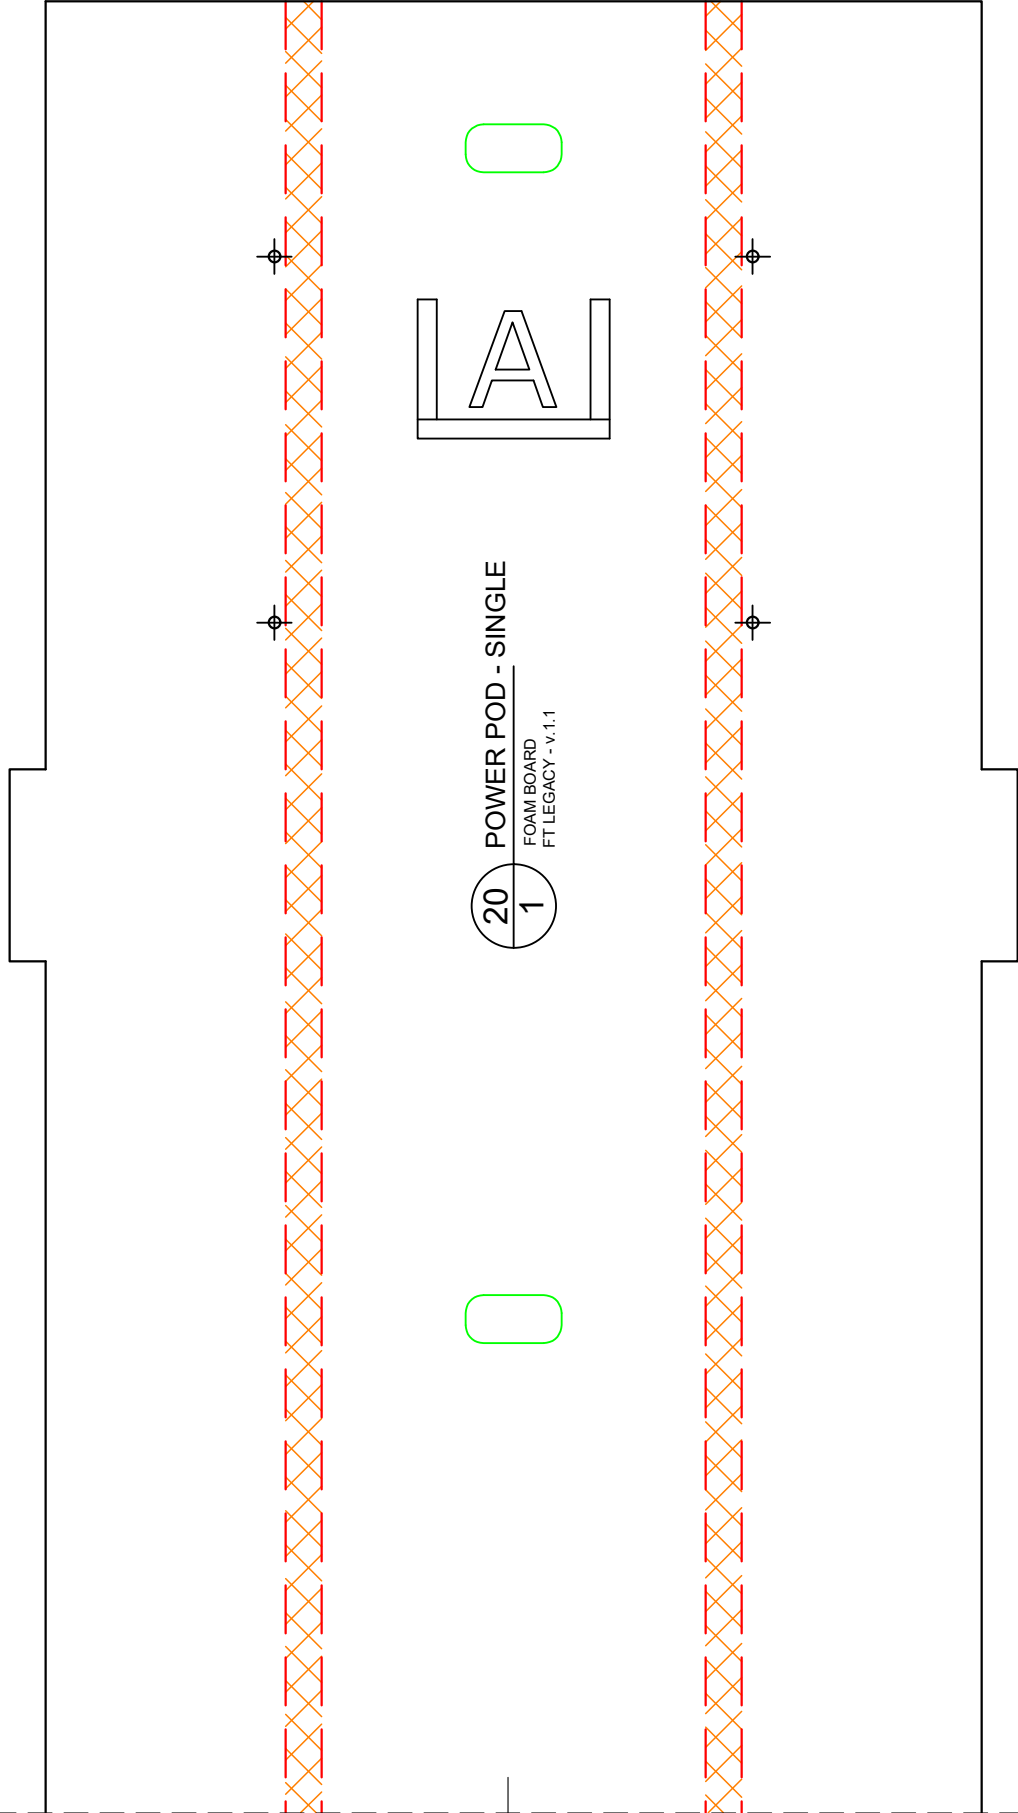 A
POWER POD - SINGLE
FOAM BOARD
FT LEGACY - v.1.1
20
1